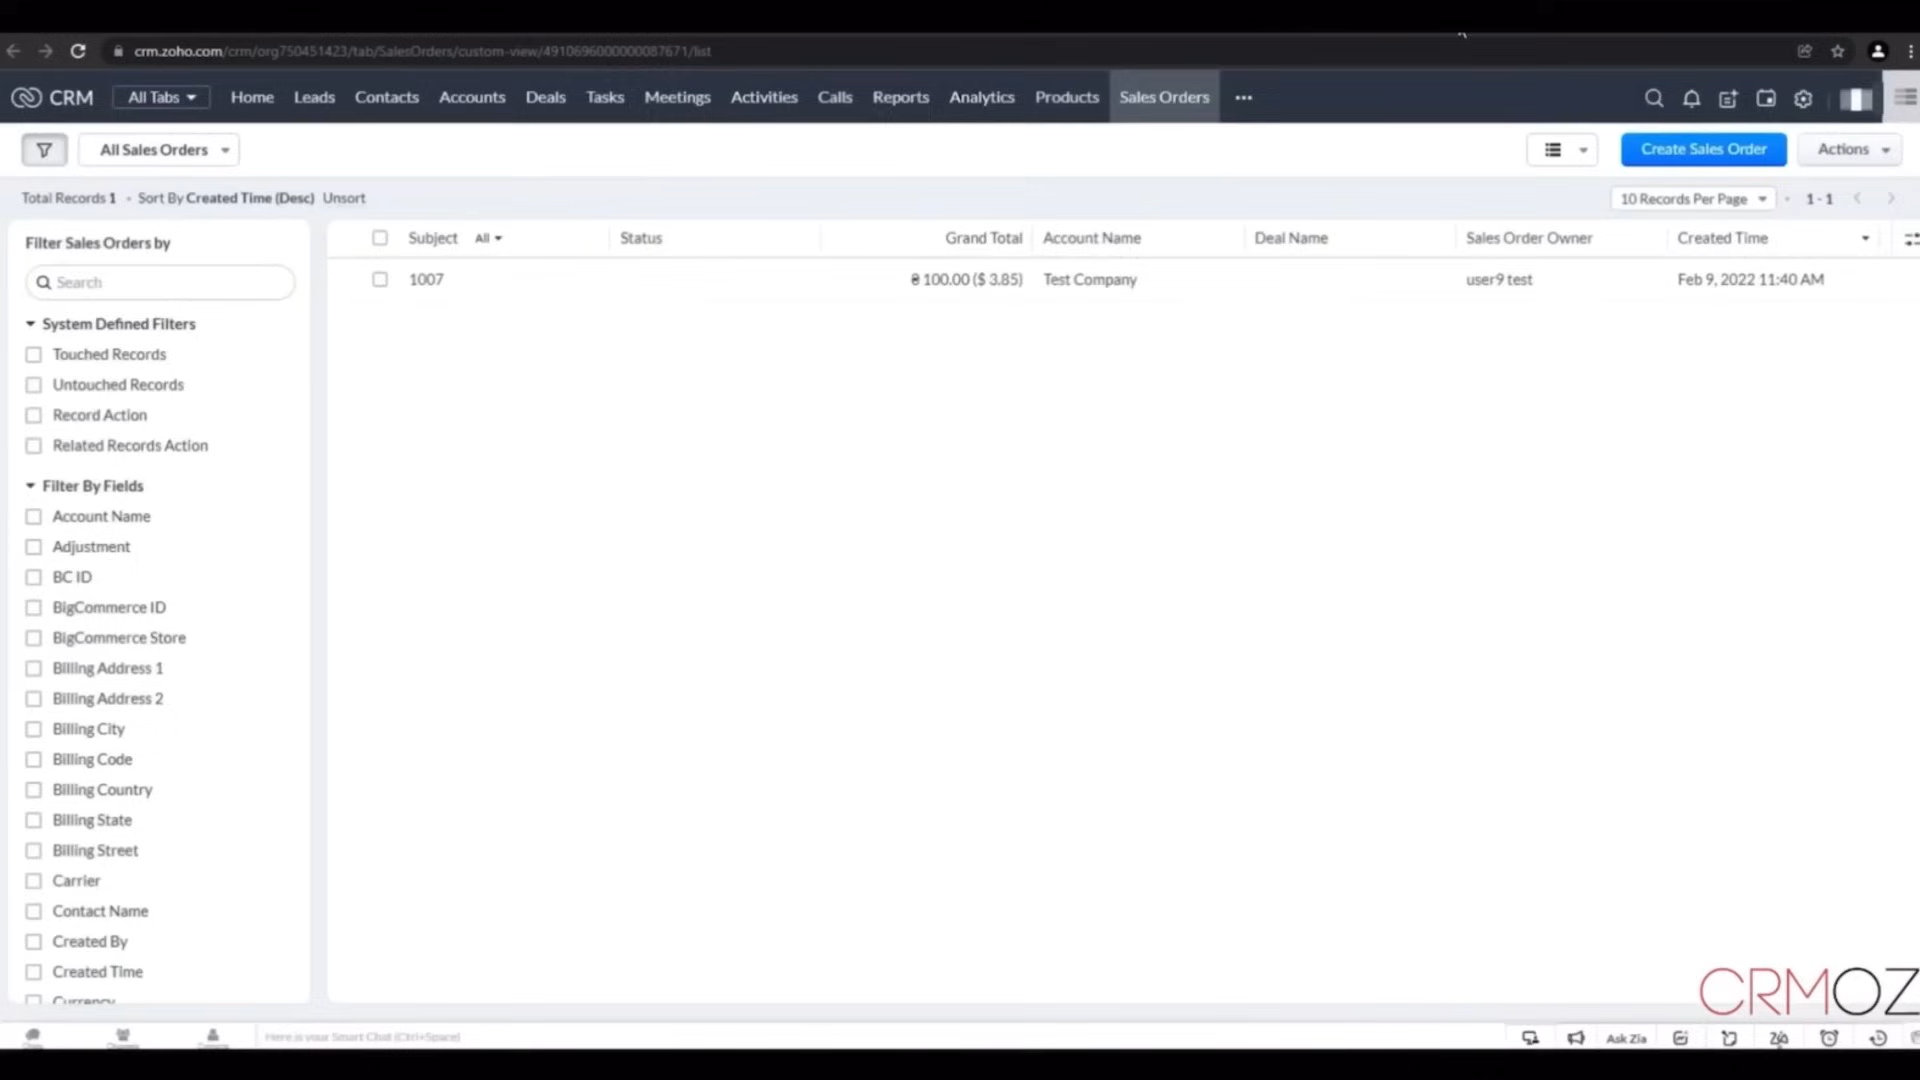 crm.zoho.com/crm/org750451423/tab/SalesOrders/custom-view/4910696000000087671/list
CRM All Tabs Home Leads Contacts Accounts Deals Tasks Meetings Activities Calls Reports Analytics Products Sales Orders
All Sales Orders Create Sales Order Actions
Total Records 1 • Sort By Created Time (Desc) Unsort 10 Records Per Page • 1 - 1
Filter Sales Orders by
Search
System Defined Filters
Touched Records
Untouched Records
Record Action
Related Records Action
Filter By Fields
Account Name
Adjustment
BC ID
BigCommerce ID
BigCommerce Store
Billing Address 1
Billing Address 2
Billing City
Billing Code
Billing Country
Billing State
Billing Street
Carrier
Contact Name
Created By
Created Time
Currency
Subject All Status Grand Total Account Name Deal Name Sales Order Owner Created Time
1007 ₴ 100.00 ($ 3.85) Test Company user9 test Feb 9, 2022 11:40 AM
CRMOZ
Here is your Smart Chat (Ctrl+Space) Ask Zia